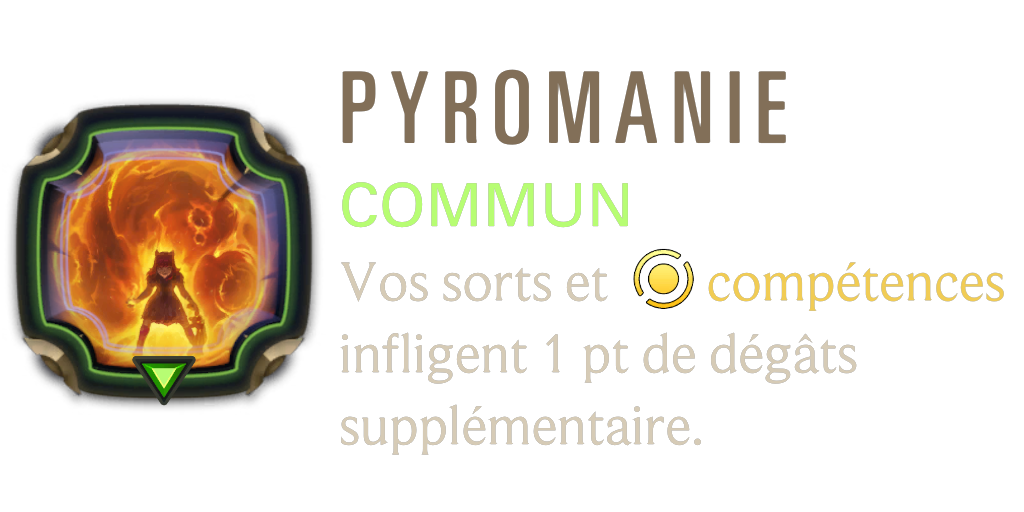 PYROMANIE
COMMUN
Vos sorts et compétences
infligent 1 pt de dégâts
supplémentaire.